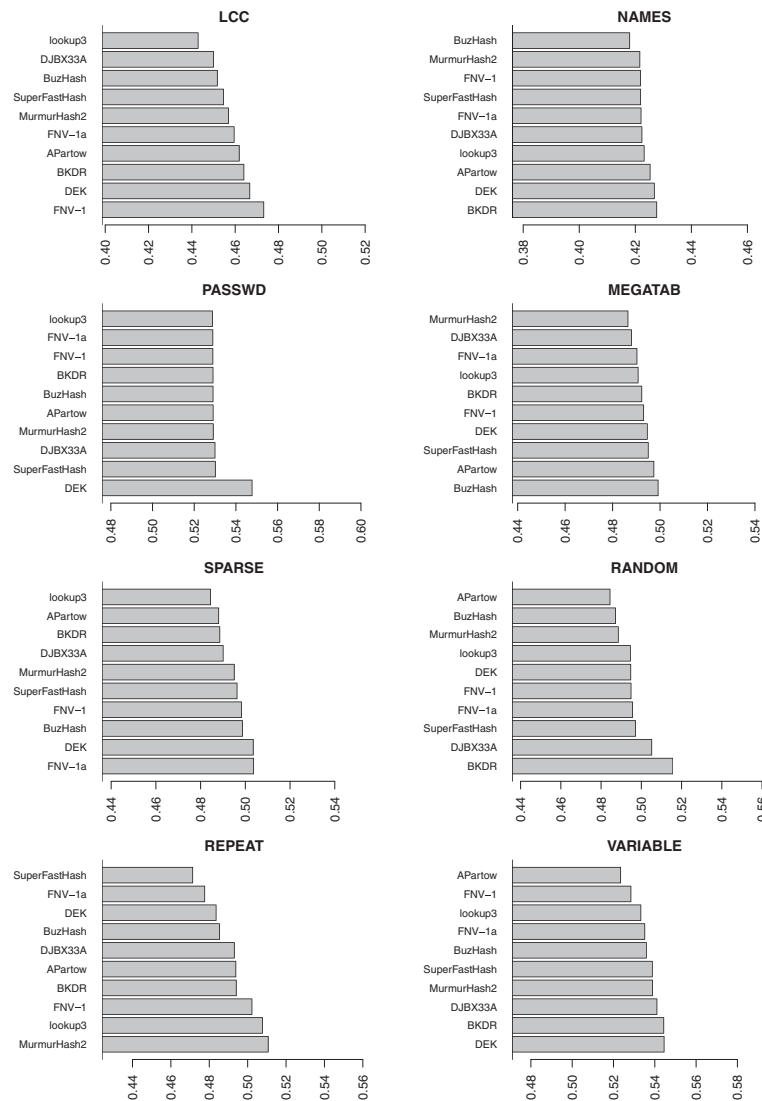 LCC
lookup3
DJBX33A
BuzHash
SuperFastHash
MurmurHash2
FNV−1a
APartow
BKDR
DEK
FNV−1
0.40
0.42
0.44
0.46
0.48
0.50
0.52
NAMES
BuzHash
MurmurHash2
FNV−1
SuperFastHash
FNV−1a
DJBX33A
lookup3
APartow
DEK
BKDR
0.38
0.40
0.42
0.44
0.46
PASSWD
lookup3
FNV−1a
FNV−1
BKDR
BuzHash
APartow
MurmurHash2
DJBX33A
SuperFastHash
DEK
0.48
0.50
0.52
0.54
0.56
0.58
0.60
MEGATAB
MurmurHash2
DJBX33A
FNV−1a
lookup3
BKDR
FNV−1
DEK
SuperFastHash
APartow
BuzHash
0.44
0.46
0.48
0.50
0.52
0.54
SPARSE
lookup3
APartow
BKDR
DJBX33A
MurmurHash2
SuperFastHash
FNV−1
BuzHash
DEK
FNV−1a
0.44
0.46
0.48
0.50
0.52
0.54
RANDOM
APartow
BuzHash
MurmurHash2
lookup3
DEK
FNV−1
FNV−1a
SuperFastHash
DJBX33A
BKDR
0.44
0.46
0.48
0.50
0.52
0.54
0.56
REPEAT
SuperFastHash
FNV−1a
DEK
BuzHash
DJBX33A
APartow
BKDR
FNV−1
lookup3
MurmurHash2
0.44
0.46
0.48
0.50
0.52
0.54
0.56
VARIABLE
APartow
FNV−1
lookup3
FNV−1a
BuzHash
SuperFastHash
MurmurHash2
DJBX33A
BKDR
DEK
0.48
0.50
0.52
0.54
0.56
0.58